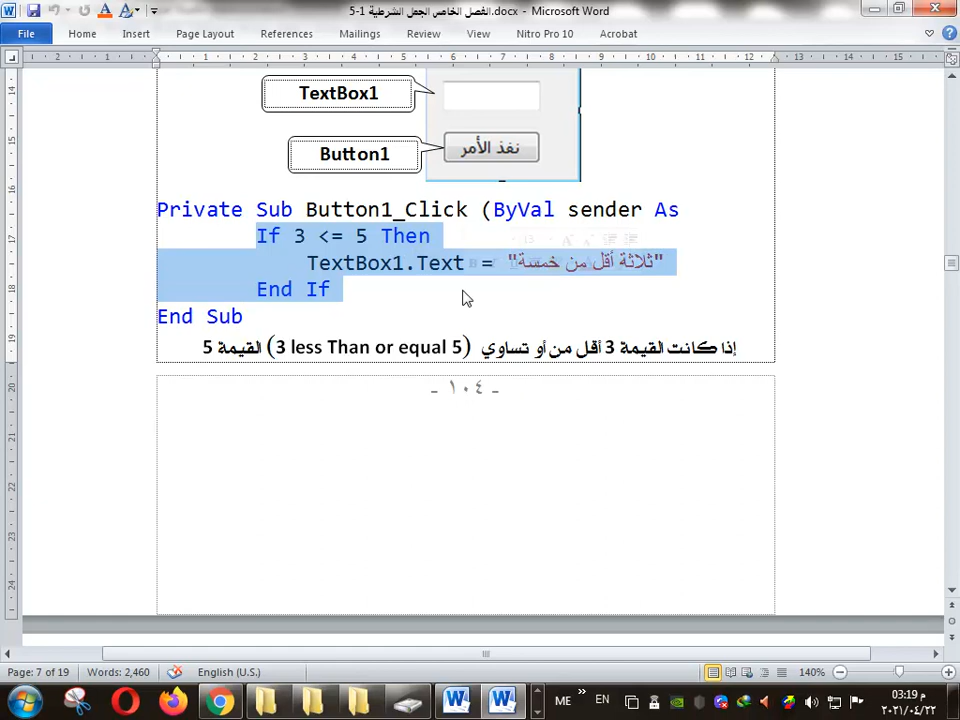 5-1 الفصل الخاصي الجمل الشرطية.docx - Microsoft Word
File Home Insert Page Layout References Mailings Review View Nitro Pro 10 Acrobat
TextBox1
Button1
نفذ الأمر
Private Sub Button1_Click (ByVal sender As
If 3 <= 5 Then
TextBox1.Text = "ثلاثة أقل من خمسة"
End If
End Sub
إذا كانت القيمة 3 أقل من أو تساوي (3 less Than or equal 5) القيمة 5
- ١٠٤ -
Page: 7 of 19 Words: 2,460 English (U.S.) 140%
ME » EN 03:19 م
٢٠٢١/٠٤/٢٢